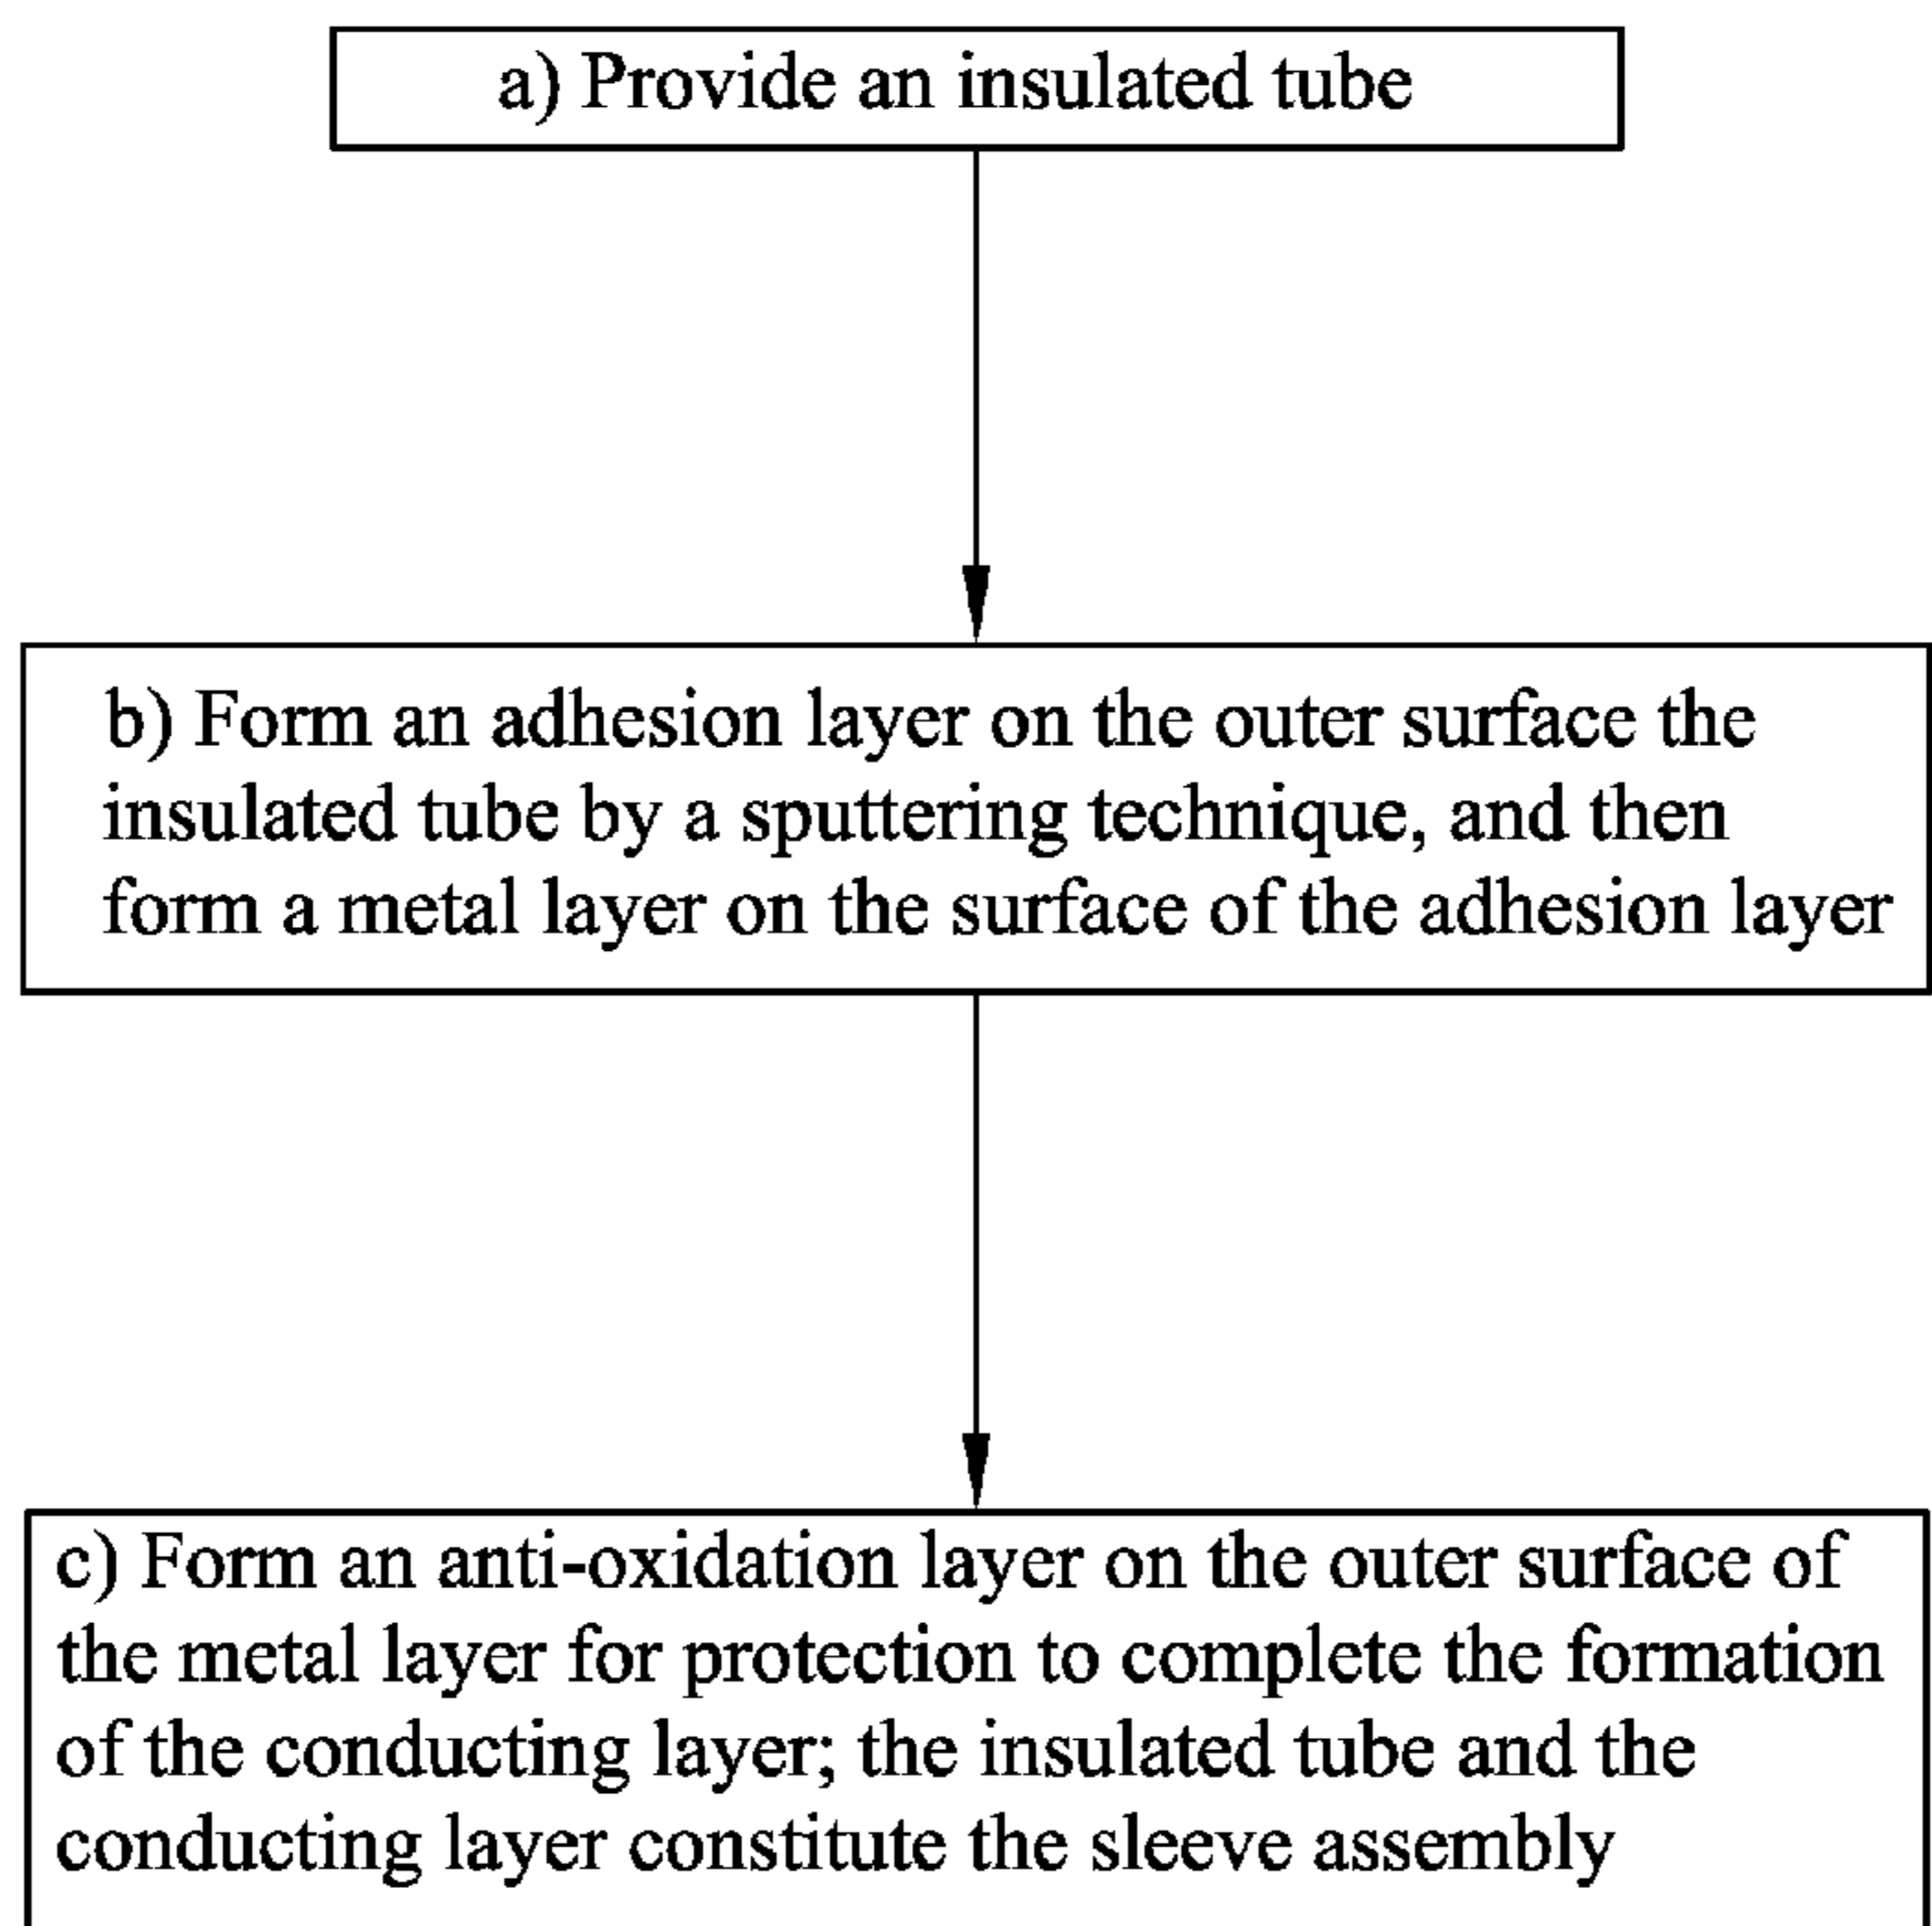 a) Provide an insulated tube
b) Form an adhesion layer on the outer surface the
insulated tube by a sputtering technique, and then
form a metal layer on the surface of the adhesion layer
c) Form an anti-oxidation layer on the outer surface of
the metal layer for protection to complete the formation
of the conducting layer; the insulated tube and the
conducting layer constitute the sleeve assembly